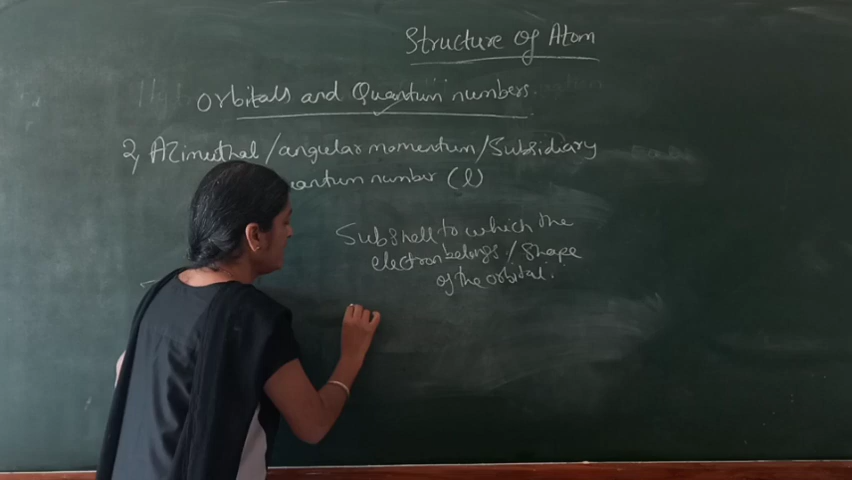 Structure of Atom
Orbitals and Quantum numbers.
2, Azimuthal/angular momentum/Subsidiary
uantum number (l)
Subshell to which the
electron belongs/Shape
of the orbital.